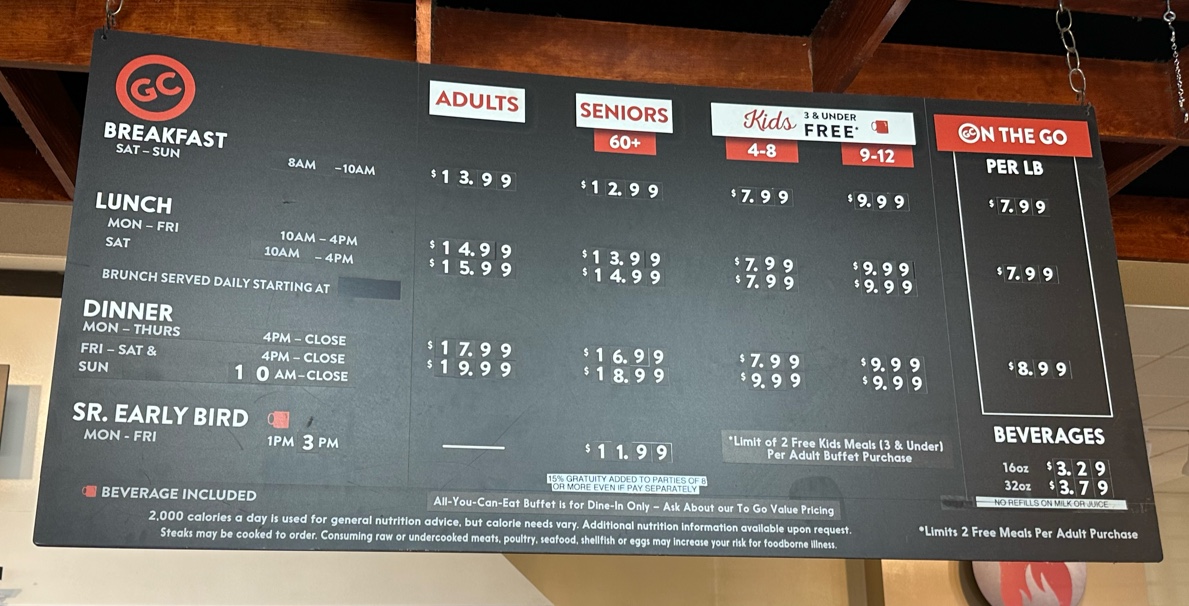 GC
BREAKFAST
SAT – SUN
8AM –10AM
ADULTS
SENIORS
60+
Kids 3 & UNDER FREE*
4-8
9-12
GC N THE GO
PER LB
$13.99 $12.99 $7.99 $9.99 $7.99
LUNCH
MON – FRI 10AM – 4PM $14.99 $13.99 $7.99 $9.99 $7.99
SAT 10AM – 4PM $15.99 $14.99 $7.99 $9.99
BRUNCH SERVED DAILY STARTING AT
DINNER
MON – THURS 4PM – CLOSE $17.99 $16.99 $7.99 $9.99 $8.99
FRI – SAT & 4PM – CLOSE $19.99 $18.99 $9.99 $9.99
SUN 10 AM–CLOSE
SR. EARLY BIRD
MON - FRI 1PM 3 PM $11.99
*Limit of 2 Free Kids Meals (3 & Under)
Per Adult Buffet Purchase
BEVERAGES
16oz $3.29
32oz $3.79
NO REFILLS ON MILK OR JUICE
15% GRATUITY ADDED TO PARTIES OF 8
OR MORE EVEN IF PAY SEPARATELY
BEVERAGE INCLUDED
All-You-Can-Eat Buffet is for Dine-In Only – Ask About our To Go Value Pricing
2,000 calories a day is used for general nutrition advice, but calorie needs vary. Additional nutrition information available upon request.
Steaks may be cooked to order. Consuming raw or undercooked meats, poultry, seafood, shellfish or eggs may increase your risk for foodborne illness.
*Limits 2 Free Meals Per Adult Purchase